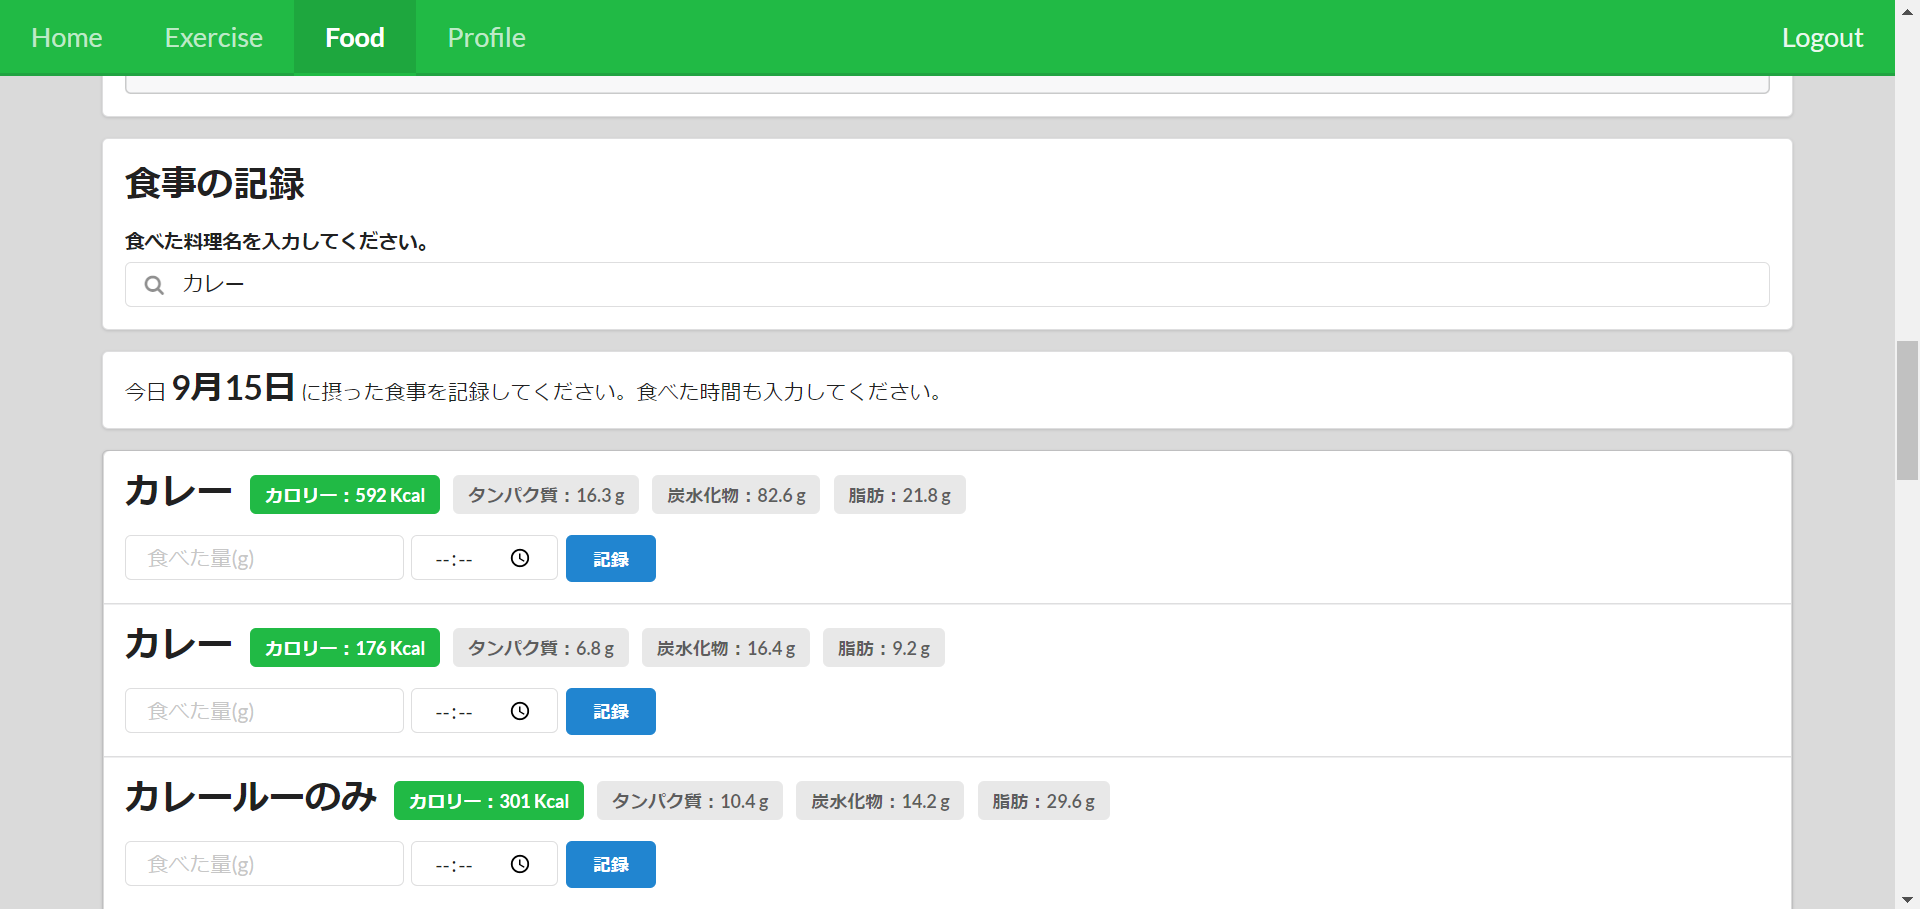 Home Exercise Food Profile Logout
食事の記録
食べた料理名を入力してください。
カレー
今日 9月15日 に摂った食事を記録してください。食べた時間も入力してください。
カレー カロリー : 592 Kcal タンパク質 : 16.3 g 炭水化物 : 82.6 g 脂肪 : 21.8 g
食べた量(g) --:-- 記録
カレー カロリー : 176 Kcal タンパク質 : 6.8 g 炭水化物 : 16.4 g 脂肪 : 9.2 g
食べた量(g) --:-- 記録
カレールーのみ カロリー : 301 Kcal タンパク質 : 10.4 g 炭水化物 : 14.2 g 脂肪 : 29.6 g
食べた量(g) --:-- 記録